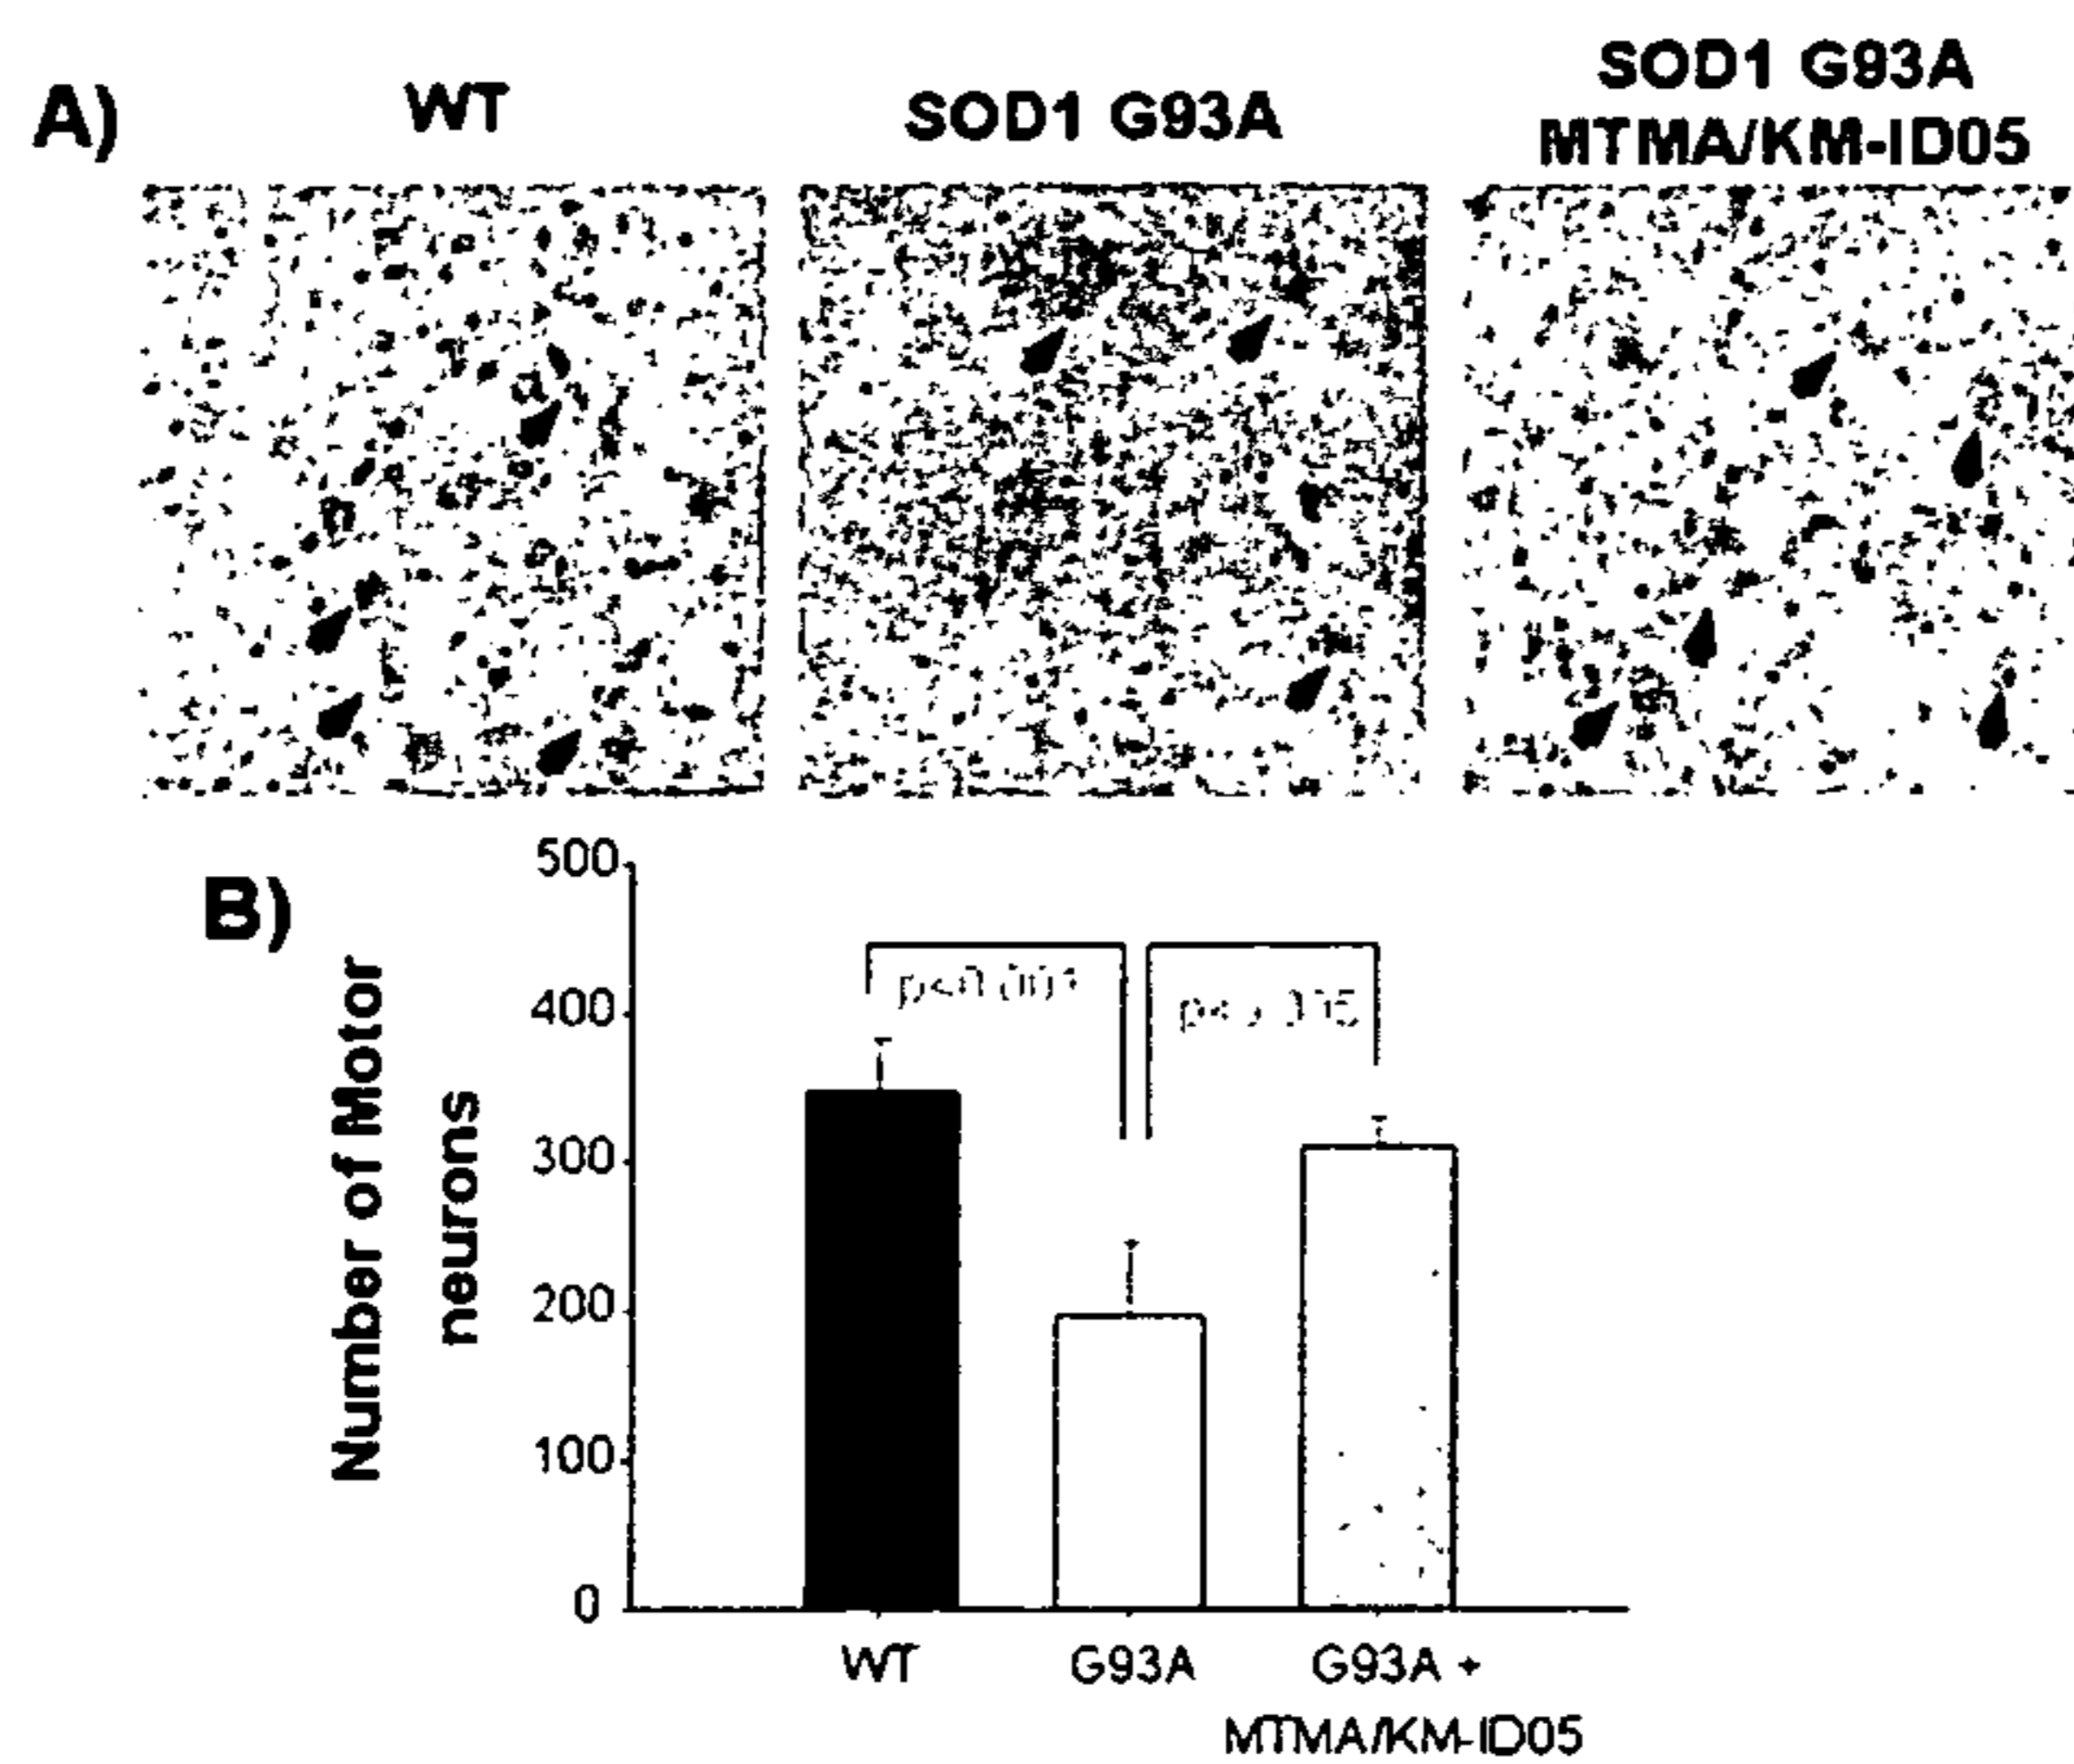 A)
WT
SOD1 G93A
SOD1 G93A
MTMA/KM-ID05
B)
Number of Motor
neurons
500
400
300
200
100
0
WT
G93A
G93A +
MTMA/KM-ID05